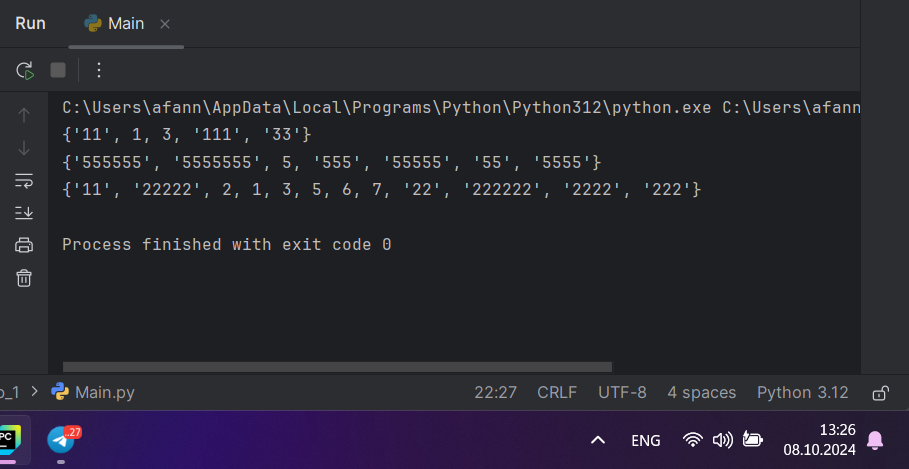 Run Main
C:\Users\afann\AppData\Local\Programs\Python\Python312\python.exe C:\Users\afann
{'11', 1, 3, '111', '33'}
{'555555', '5555555', 5, '555', '55555', '55', '5555'}
{'11', '22222', 2, 1, 3, 5, 6, 7, '22', '222222', '2222', '222'}
Process finished with exit code 0
o_1 > Main.py 22:27 CRLF UTF-8 4 spaces Python 3.12
PC ..27 ENG 13:26
08.10.2024